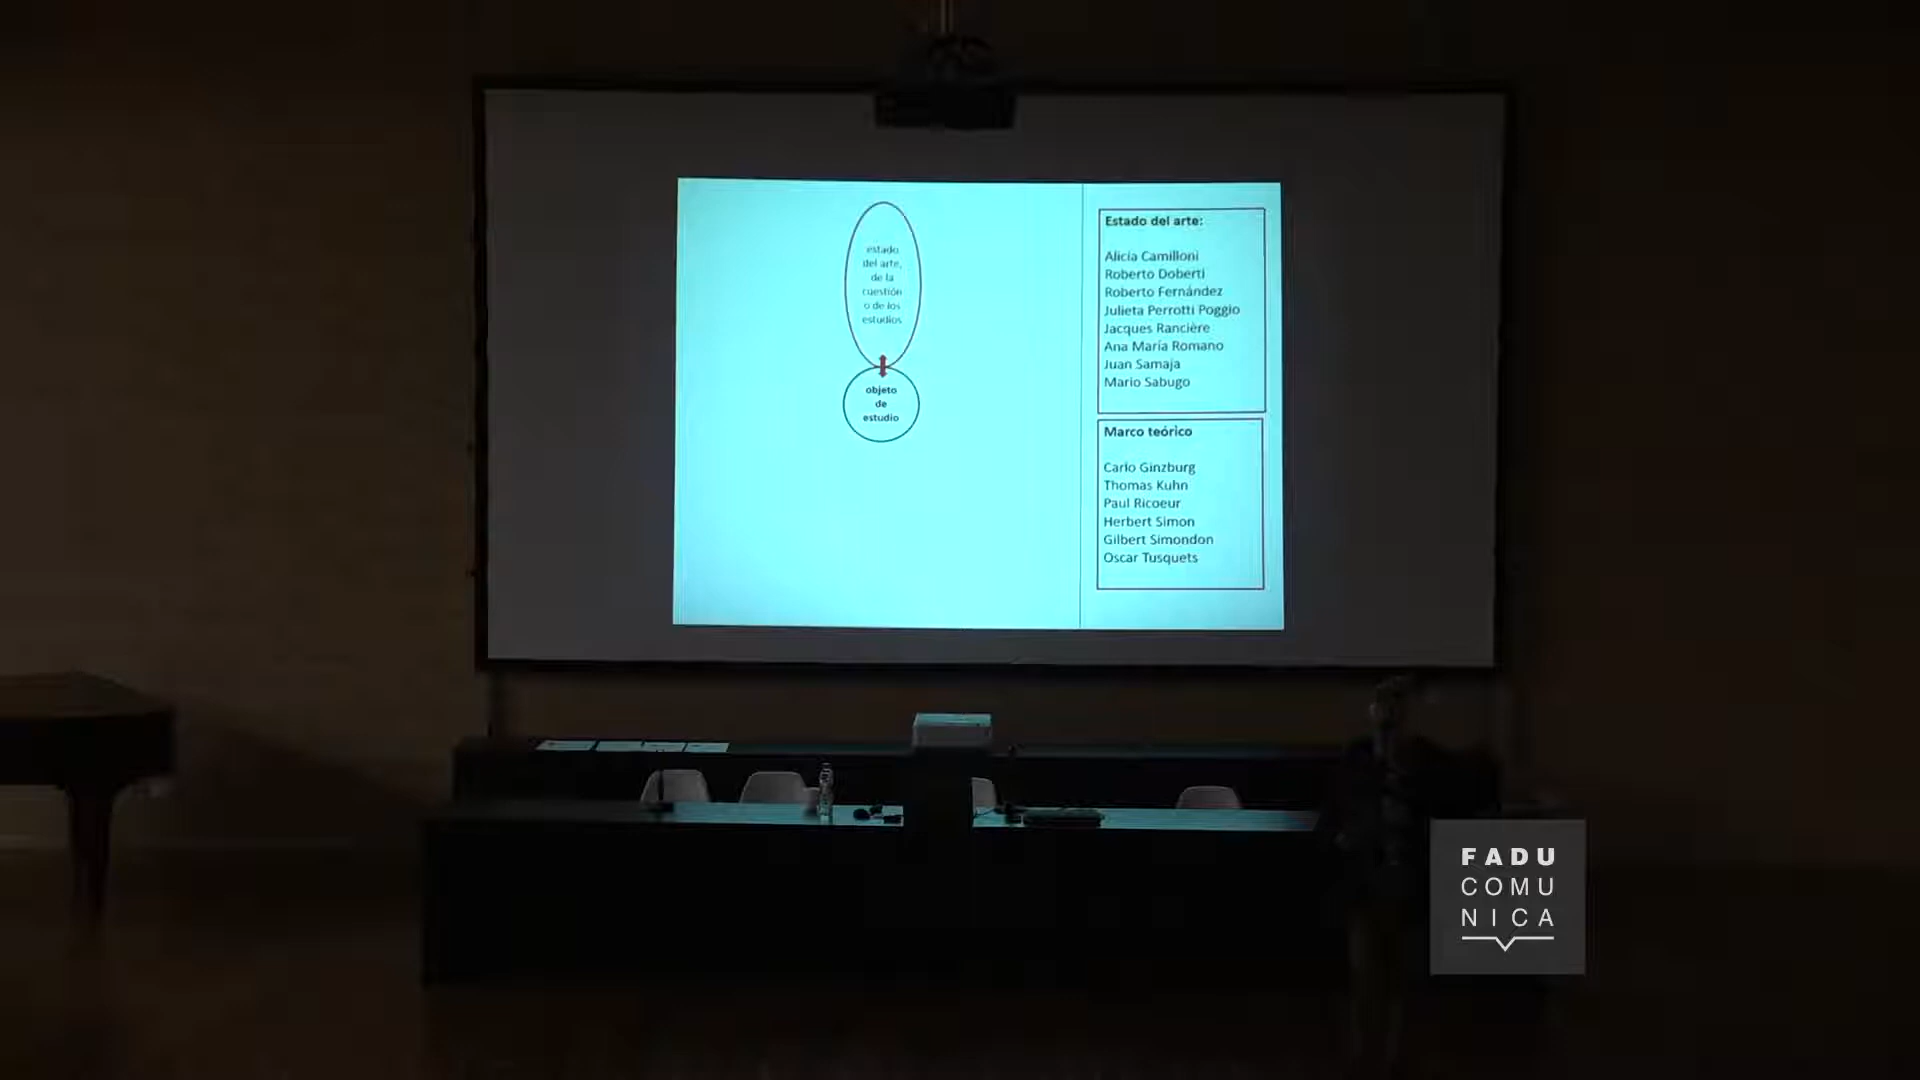 estado
del arte,
de la
cuestión
o de los
estudios
objeto
de
estudio
Estado del arte:
Alicia Camilloni
Roberto Doberti
Roberto Fernández
Julieta Perrotti Poggio
Jacques Rancière
Ana María Romano
Juan Samaja
Mario Sabugo
Marco teórico
Carlo Ginzburg
Thomas Kuhn
Paul Ricoeur
Herbert Simon
Gilbert Simondon
Oscar Tusquets
FADU
COMU
NICA